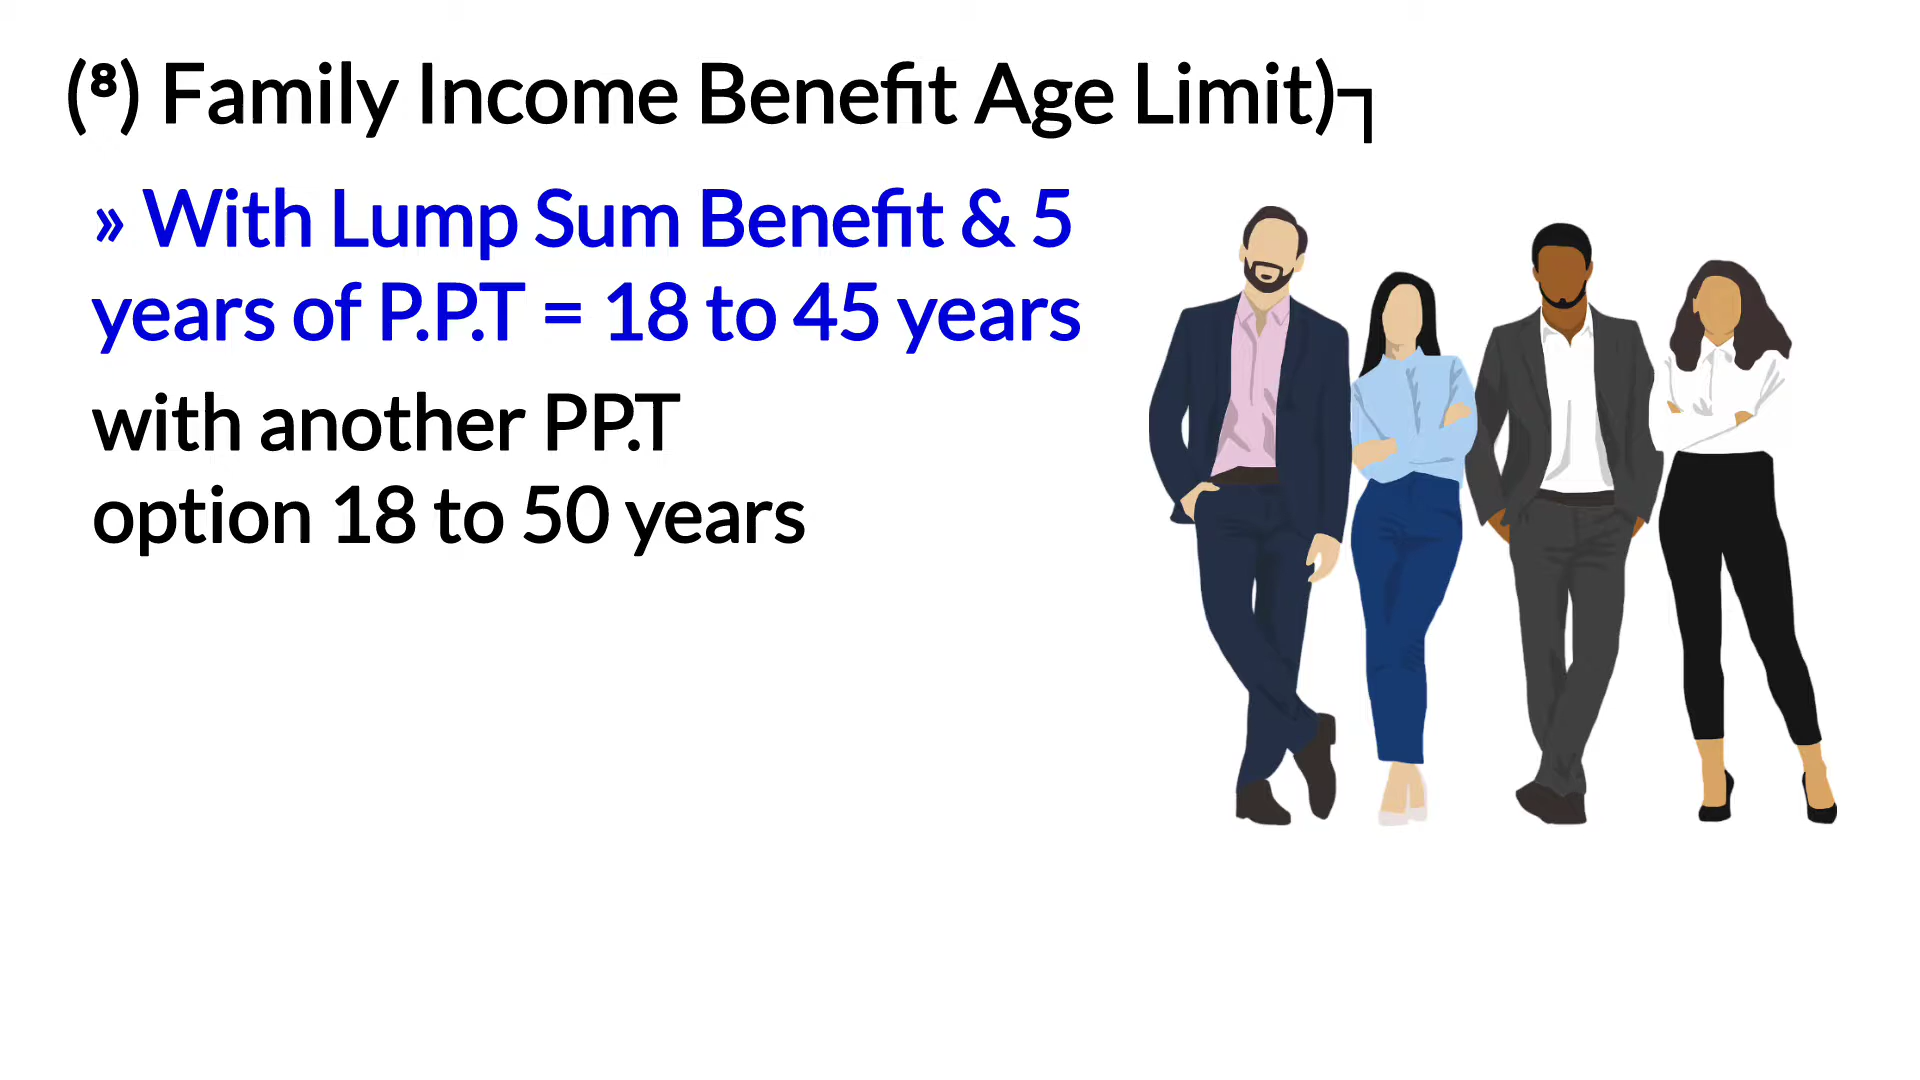 (⁸) Family Income Benefit Age Limit)┐
» With Lump Sum Benefit & 5
years of P.P.T = 18 to 45 years
with another PP.T
option 18 to 50 years